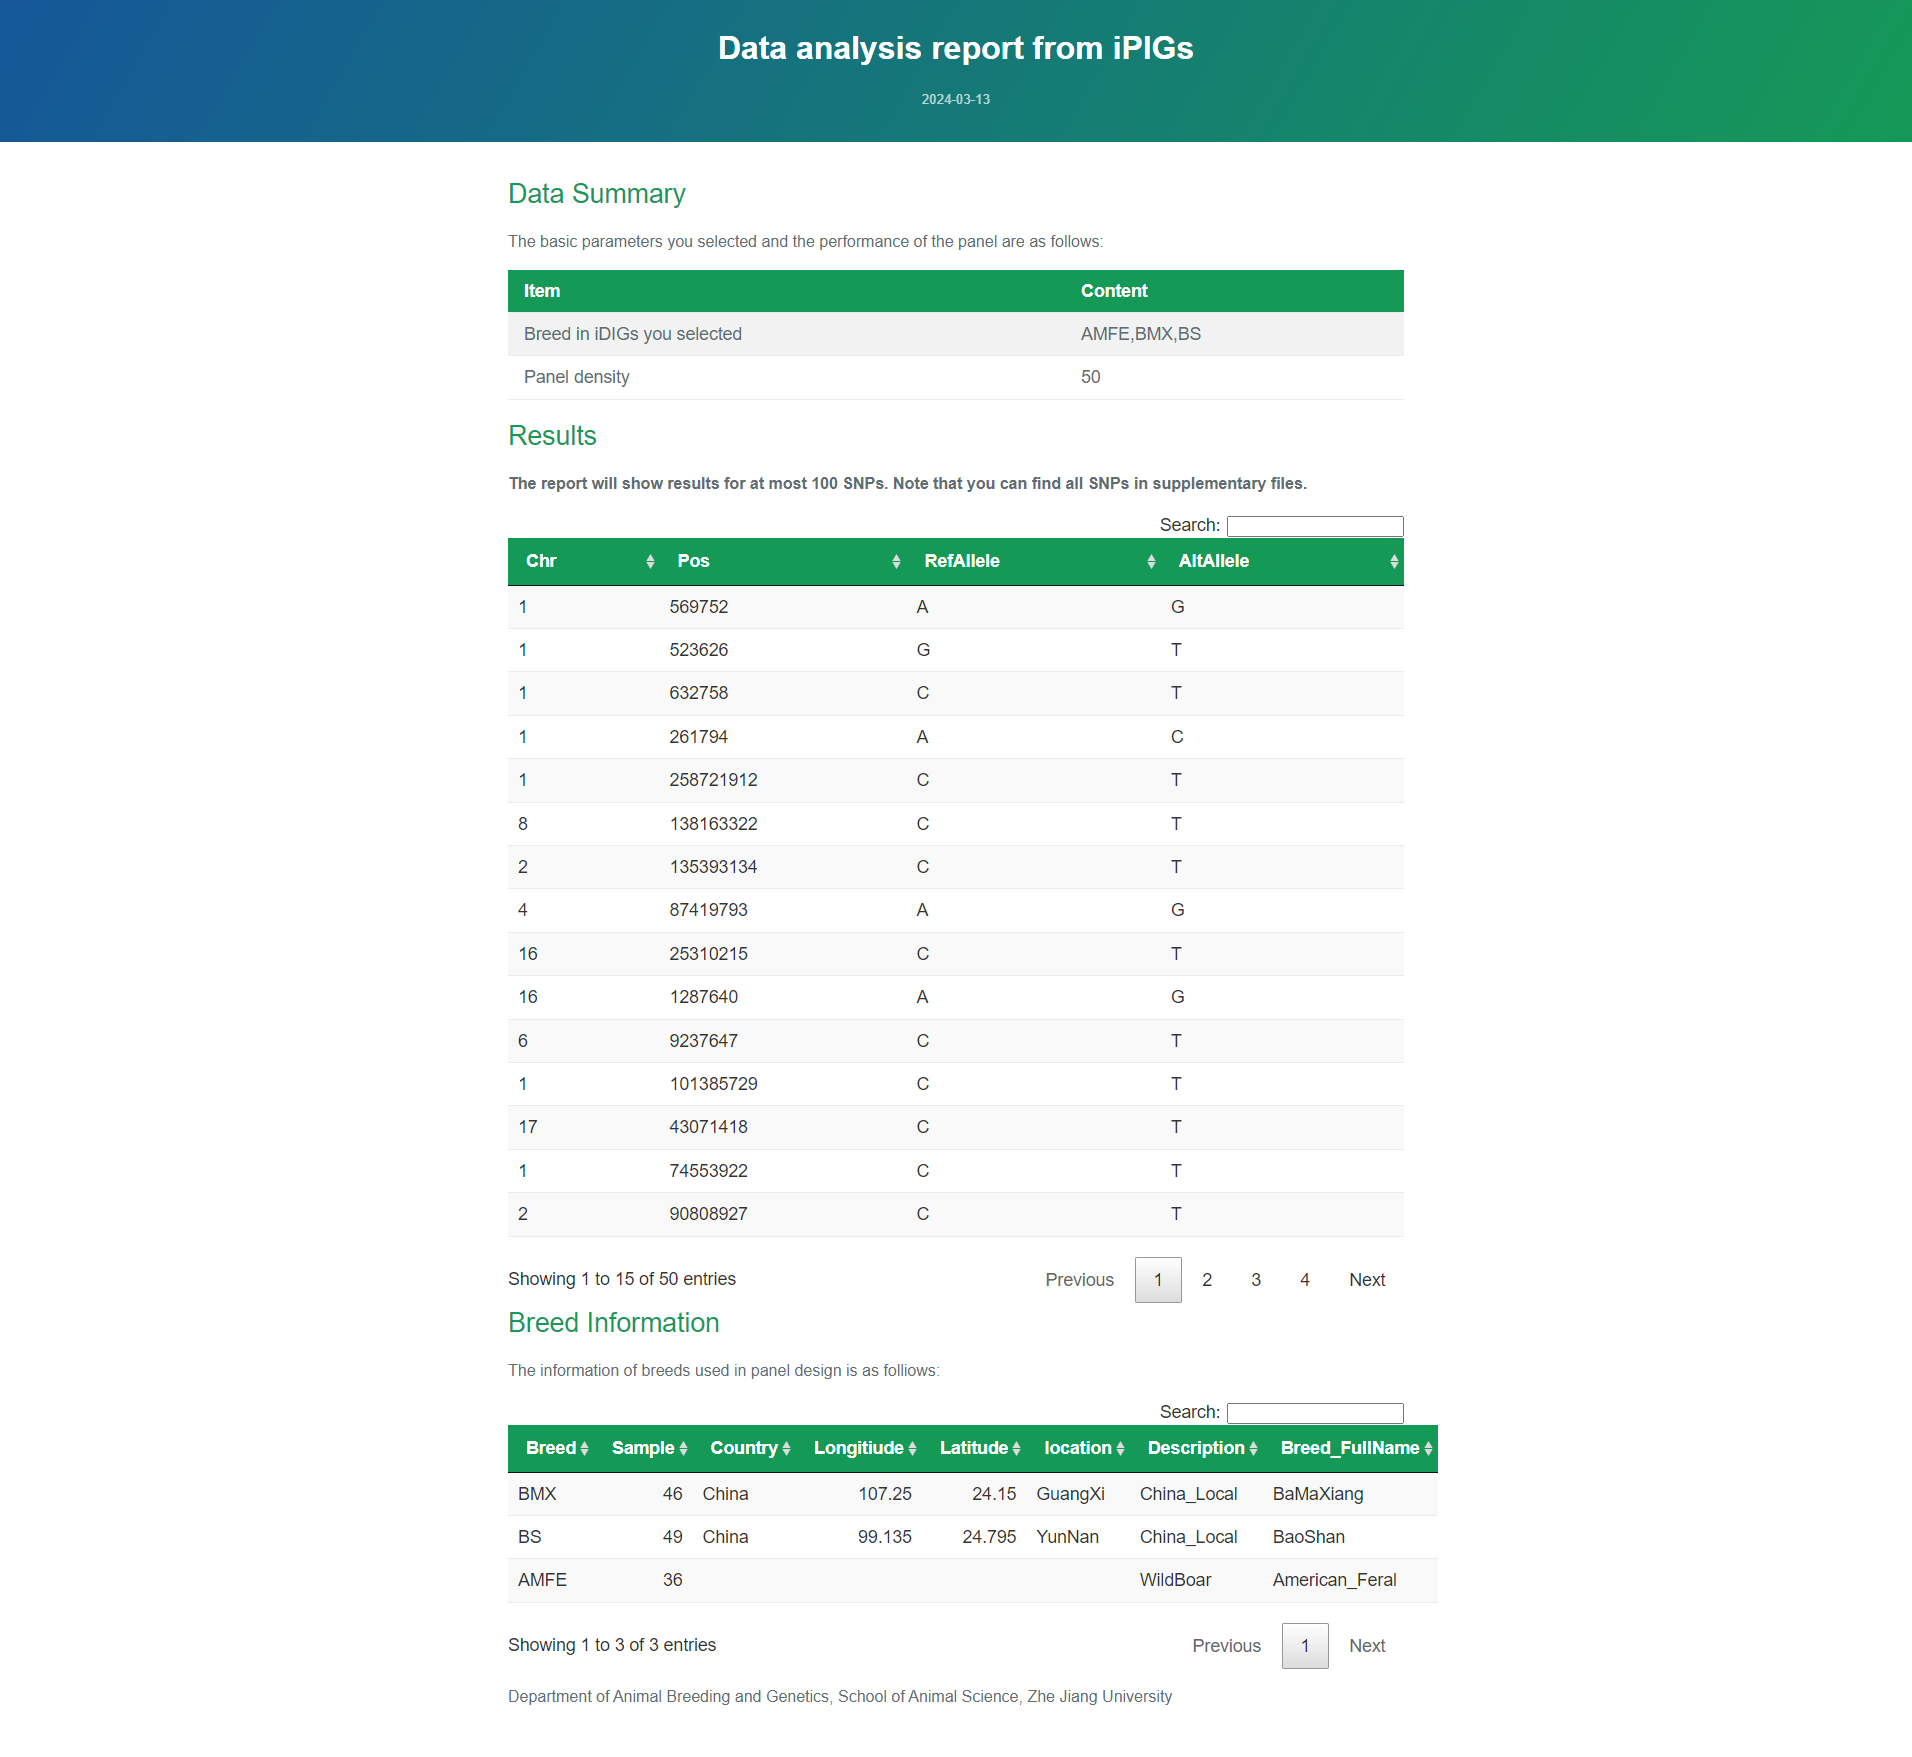 Data analysis report from iPIGs
2024-03-13
Data Summary
The basic parameters you selected and the performance of the panel are as follows:
Item Content
Breed in iDIGs you selected AMFE,BMX,BS
Panel density 50
Results
The report will show results for at most 100 SNPs. Note that you can find all SNPs in supplementary files.
Search:
Chr Pos RefAllele AltAllele
1 569752 A G
1 523626 G T
1 632758 C T
1 261794 A C
1 258721912 C T
8 138163322 C T
2 135393134 C T
4 87419793 A G
16 25310215 C T
16 1287640 A G
6 9237647 C T
1 101385729 C T
17 43071418 C T
1 74553922 C T
2 90808927 C T
Showing 1 to 15 of 50 entries Previous 1 2 3 4 Next
Breed Information
The information of breeds used in panel design is as folliows:
Search:
Breed Sample Country Longitiude Latitude location Description Breed_FullName
BMX 46 China 107.25 24.15 GuangXi China_Local BaMaXiang
BS 49 China 99.135 24.795 YunNan China_Local BaoShan
AMFE 36 WildBoar American_Feral
Showing 1 to 3 of 3 entries Previous 1 Next
Department of Animal Breeding and Genetics, School of Animal Science, Zhe Jiang University